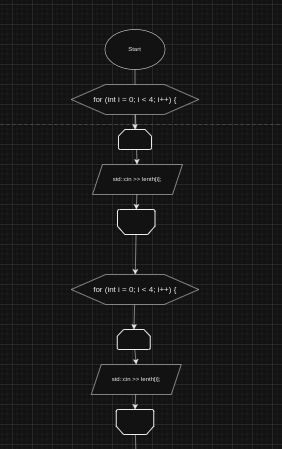 Start
for (int i = 0; i < 4; i++) {
std::cin >> lenth[i];
for (int i = 0; i < 4; i++) {
std::cin >> lenth[i];